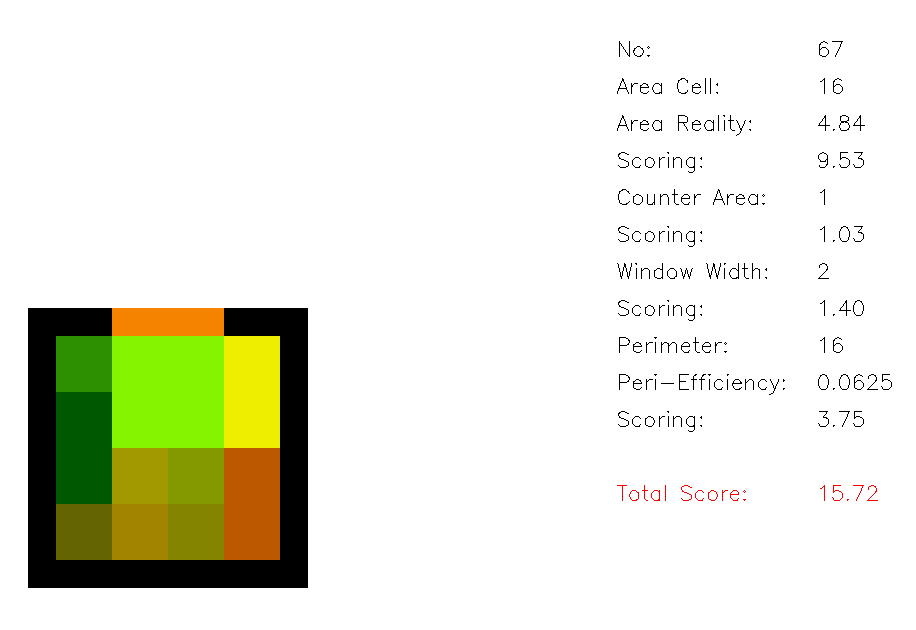 No: 67
Area Cell: 16
Area Reality: 4.84
Scoring: 9.53
Counter Area: 1
Scoring: 1.03
Window Width: 2
Scoring: 1.40
Perimeter: 16
Peri-Efficiency: 0.0625
Scoring: 3.75
Total Score: 15.72